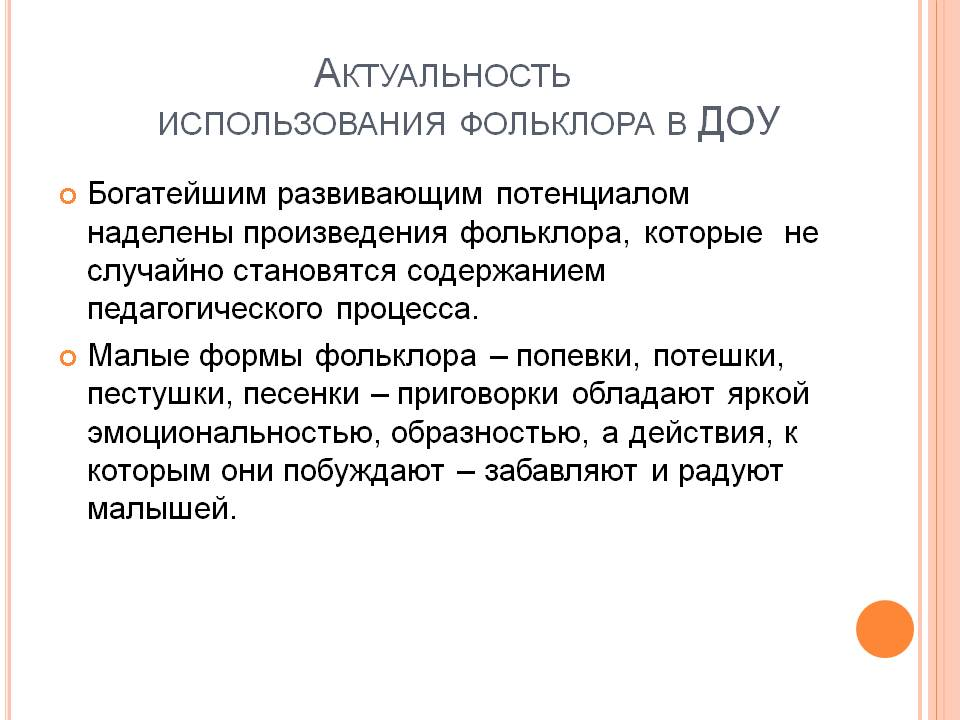 Актуальность
использования фольклора в ДОУ
Богатейшим развивающим потенциалом
наделены произведения фольклора, которые не
случайно становятся содержанием
педагогического процесса.
Малые формы фольклора – попевки, потешки,
пестушки, песенки – приговорки обладают яркой
эмоциональностью, образностью, а действия, к
которым они побуждают – забавляют и радуют
малышей.